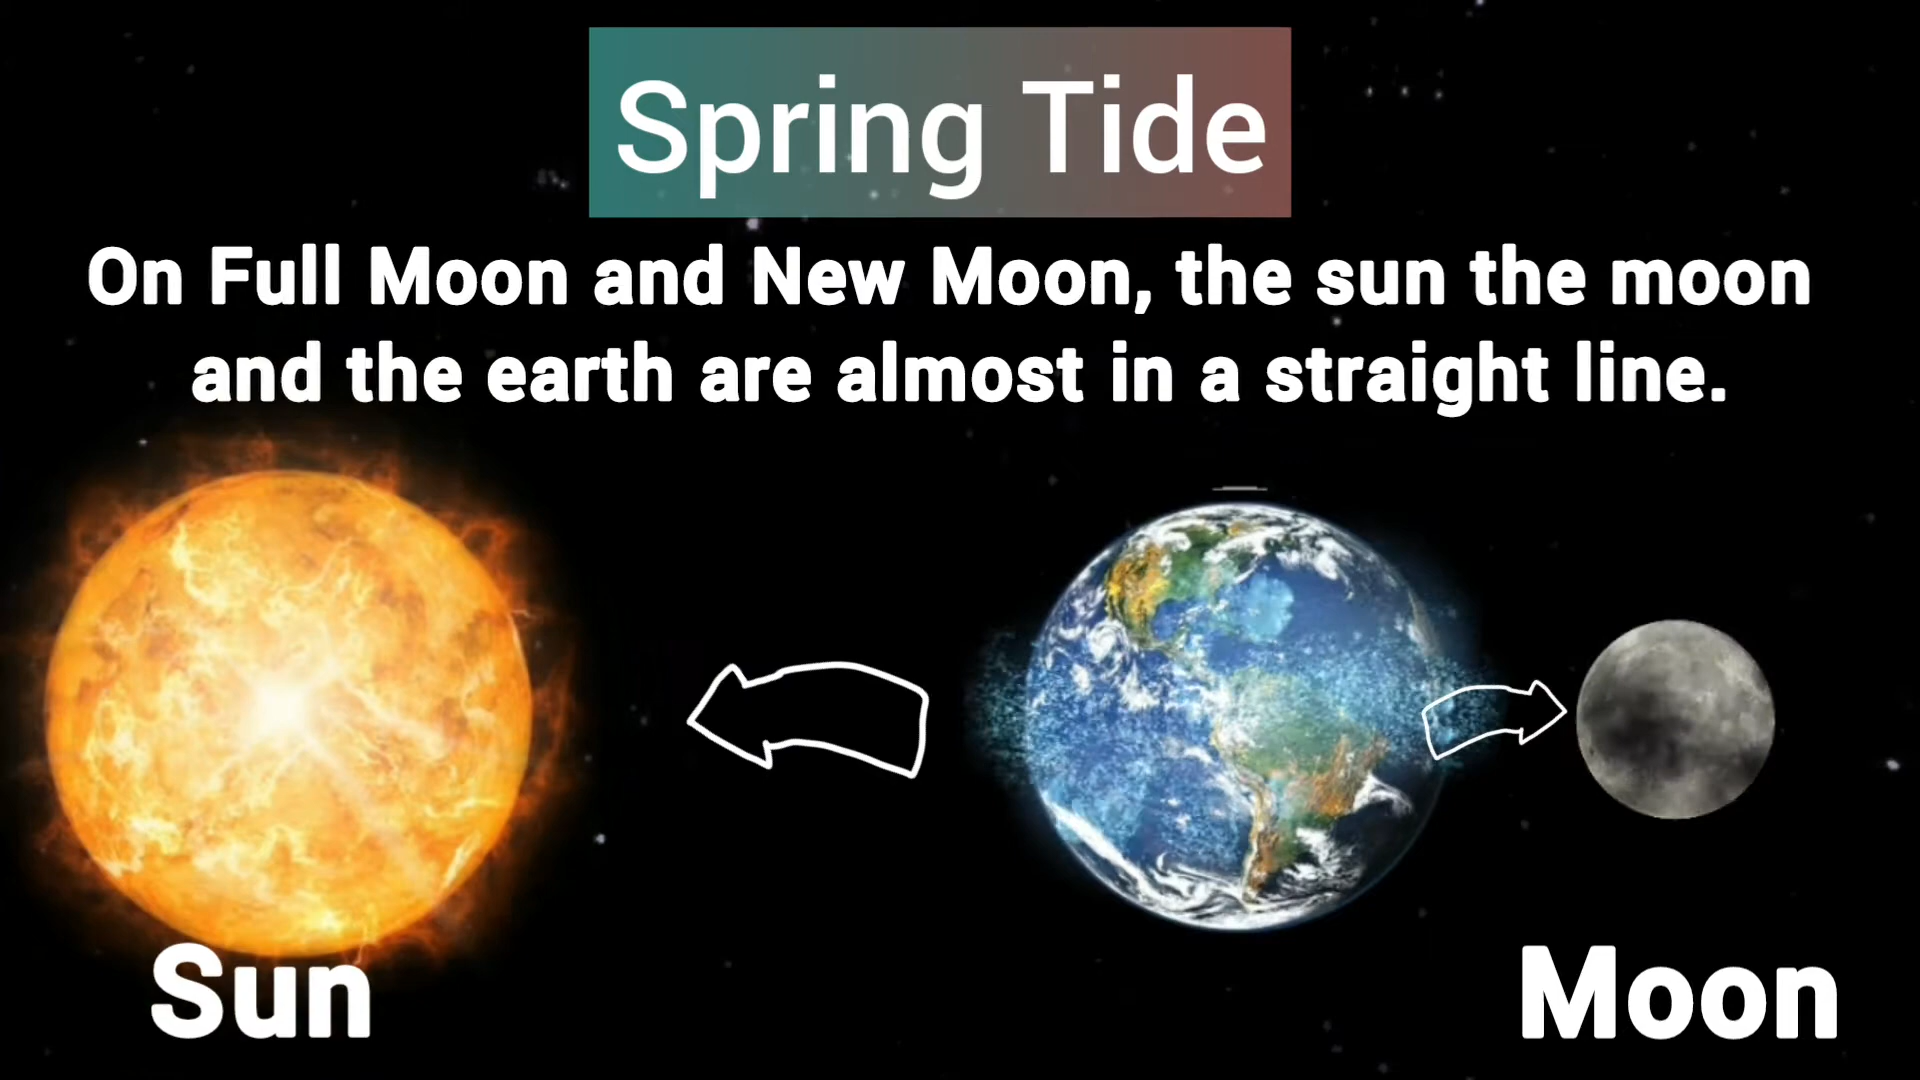 Spring Tide
On Full Moon and New Moon, the sun the moon
and the earth are almost in a straight line.
Sun
Moon